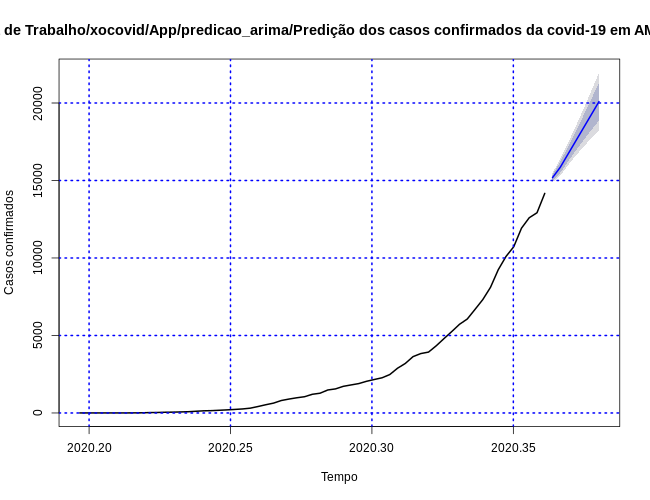 de Trabalho/xocovid/App/predicao_arima/Predição dos casos confirmados da covid-19 em AM
Casos confirmados
20000
15000
10000
5000
0
2020.20 2020.25 2020.30 2020.35
Tempo